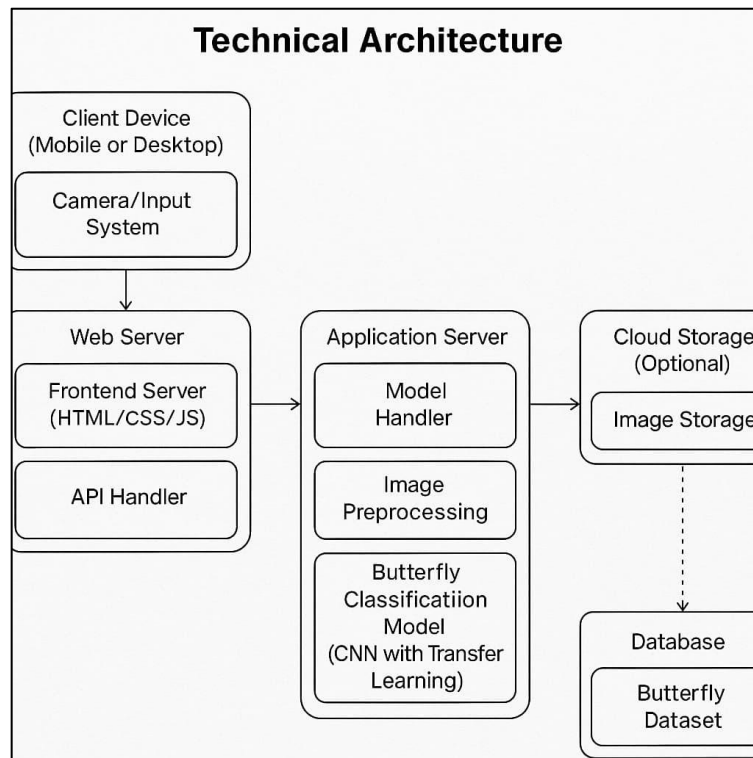 Technical Architecture
Client Device
(Mobile or Desktop)
Camera/Input
System
Web Server
Frontend Server
(HTML/CSS/JS)
API Handler
Application Server
Model
Handler
Image
Preprocessing
Butterfly
Classificatiion
Model
(CNN with Transfer
Learning)
Cloud Storage
(Optional)
Image Storage
Database
Butterfly
Dataset